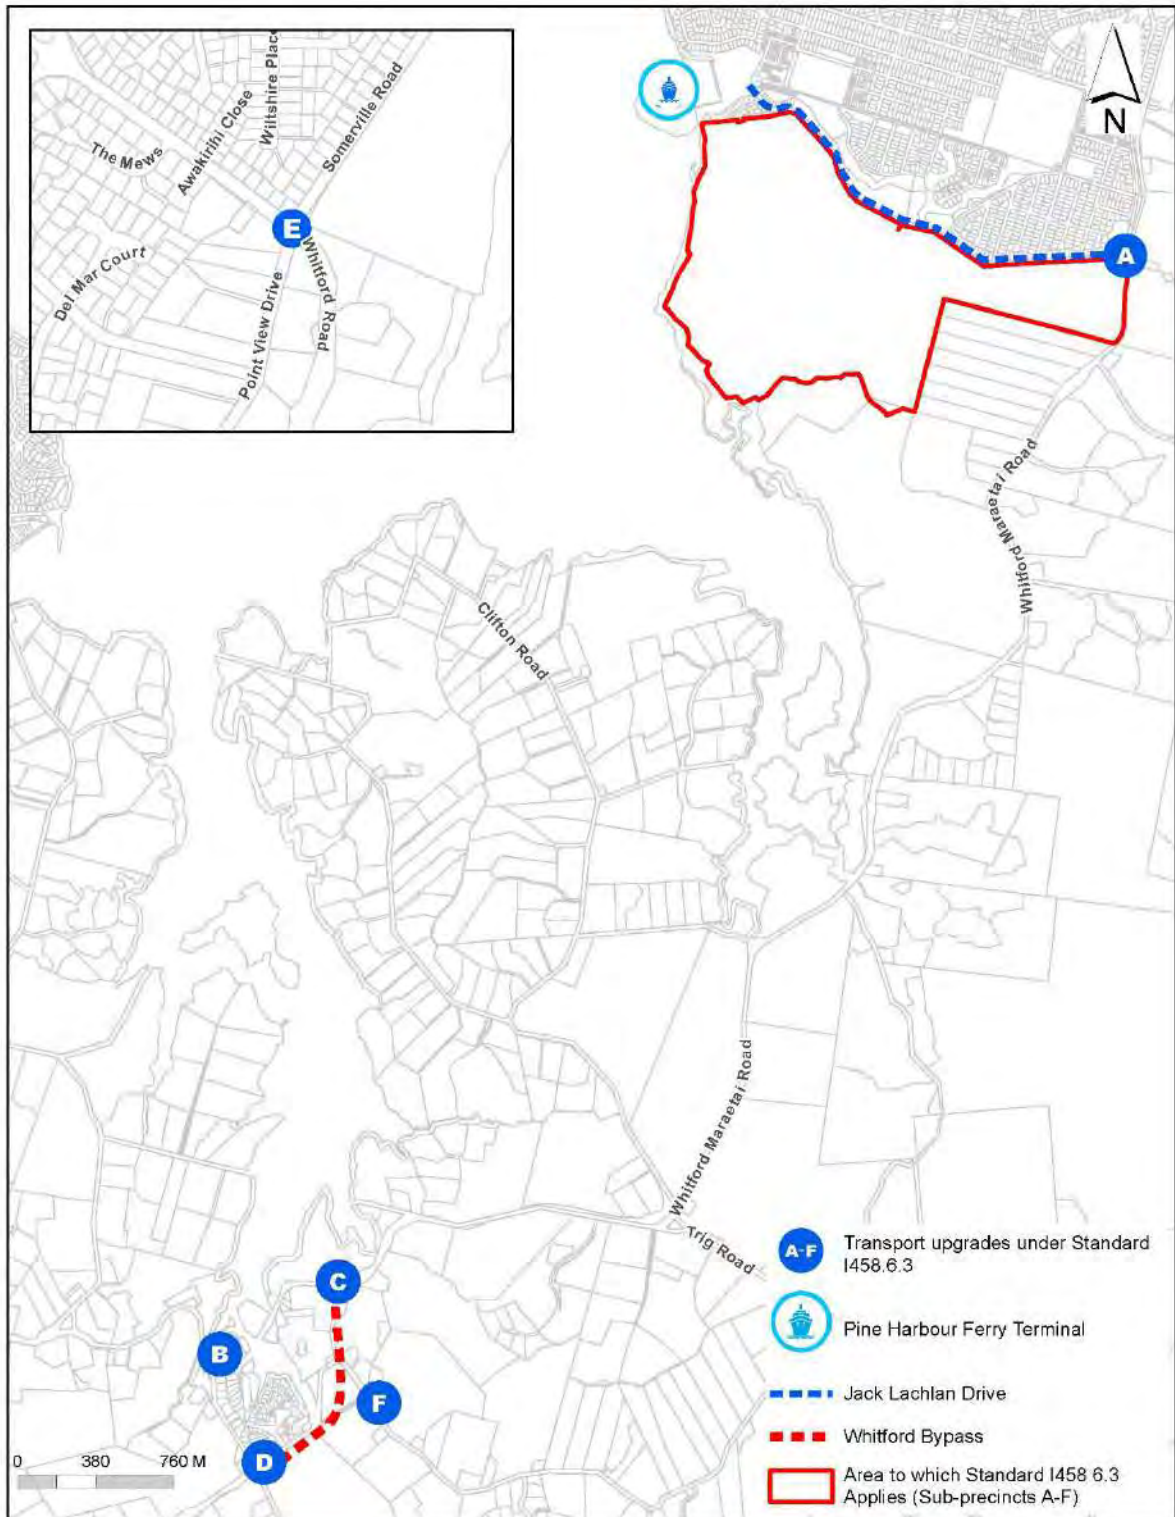 Wiltshire Place
Somerville Road
Awakirihi Close
The Mews
E
Whitford Road
Del Mar Court
Point View Drive
N
A
Whitford Maraetai Road
Clifton Road
Whitford Maraetai Road
Trig Road
C
B
F
D
0 380 760 M
A-F
Transport upgrades under Standard
I458.6.3
Pine Harbour Ferry Terminal
Jack Lachlan Drive
Whitford Bypass
Area to which Standard I458 6.3
Applies (Sub-precincts A-F)